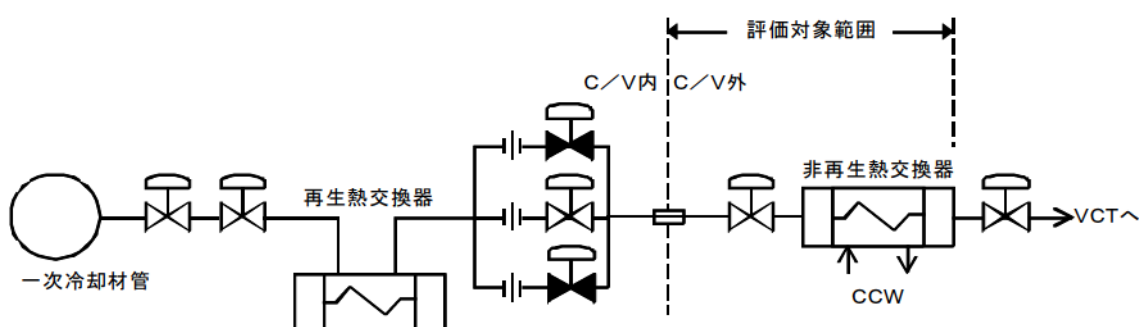 評価対象範囲
C/V内
C/V外
再生熱交換器
非再生熱交換器
VCTへ
一次冷却材管
CCW